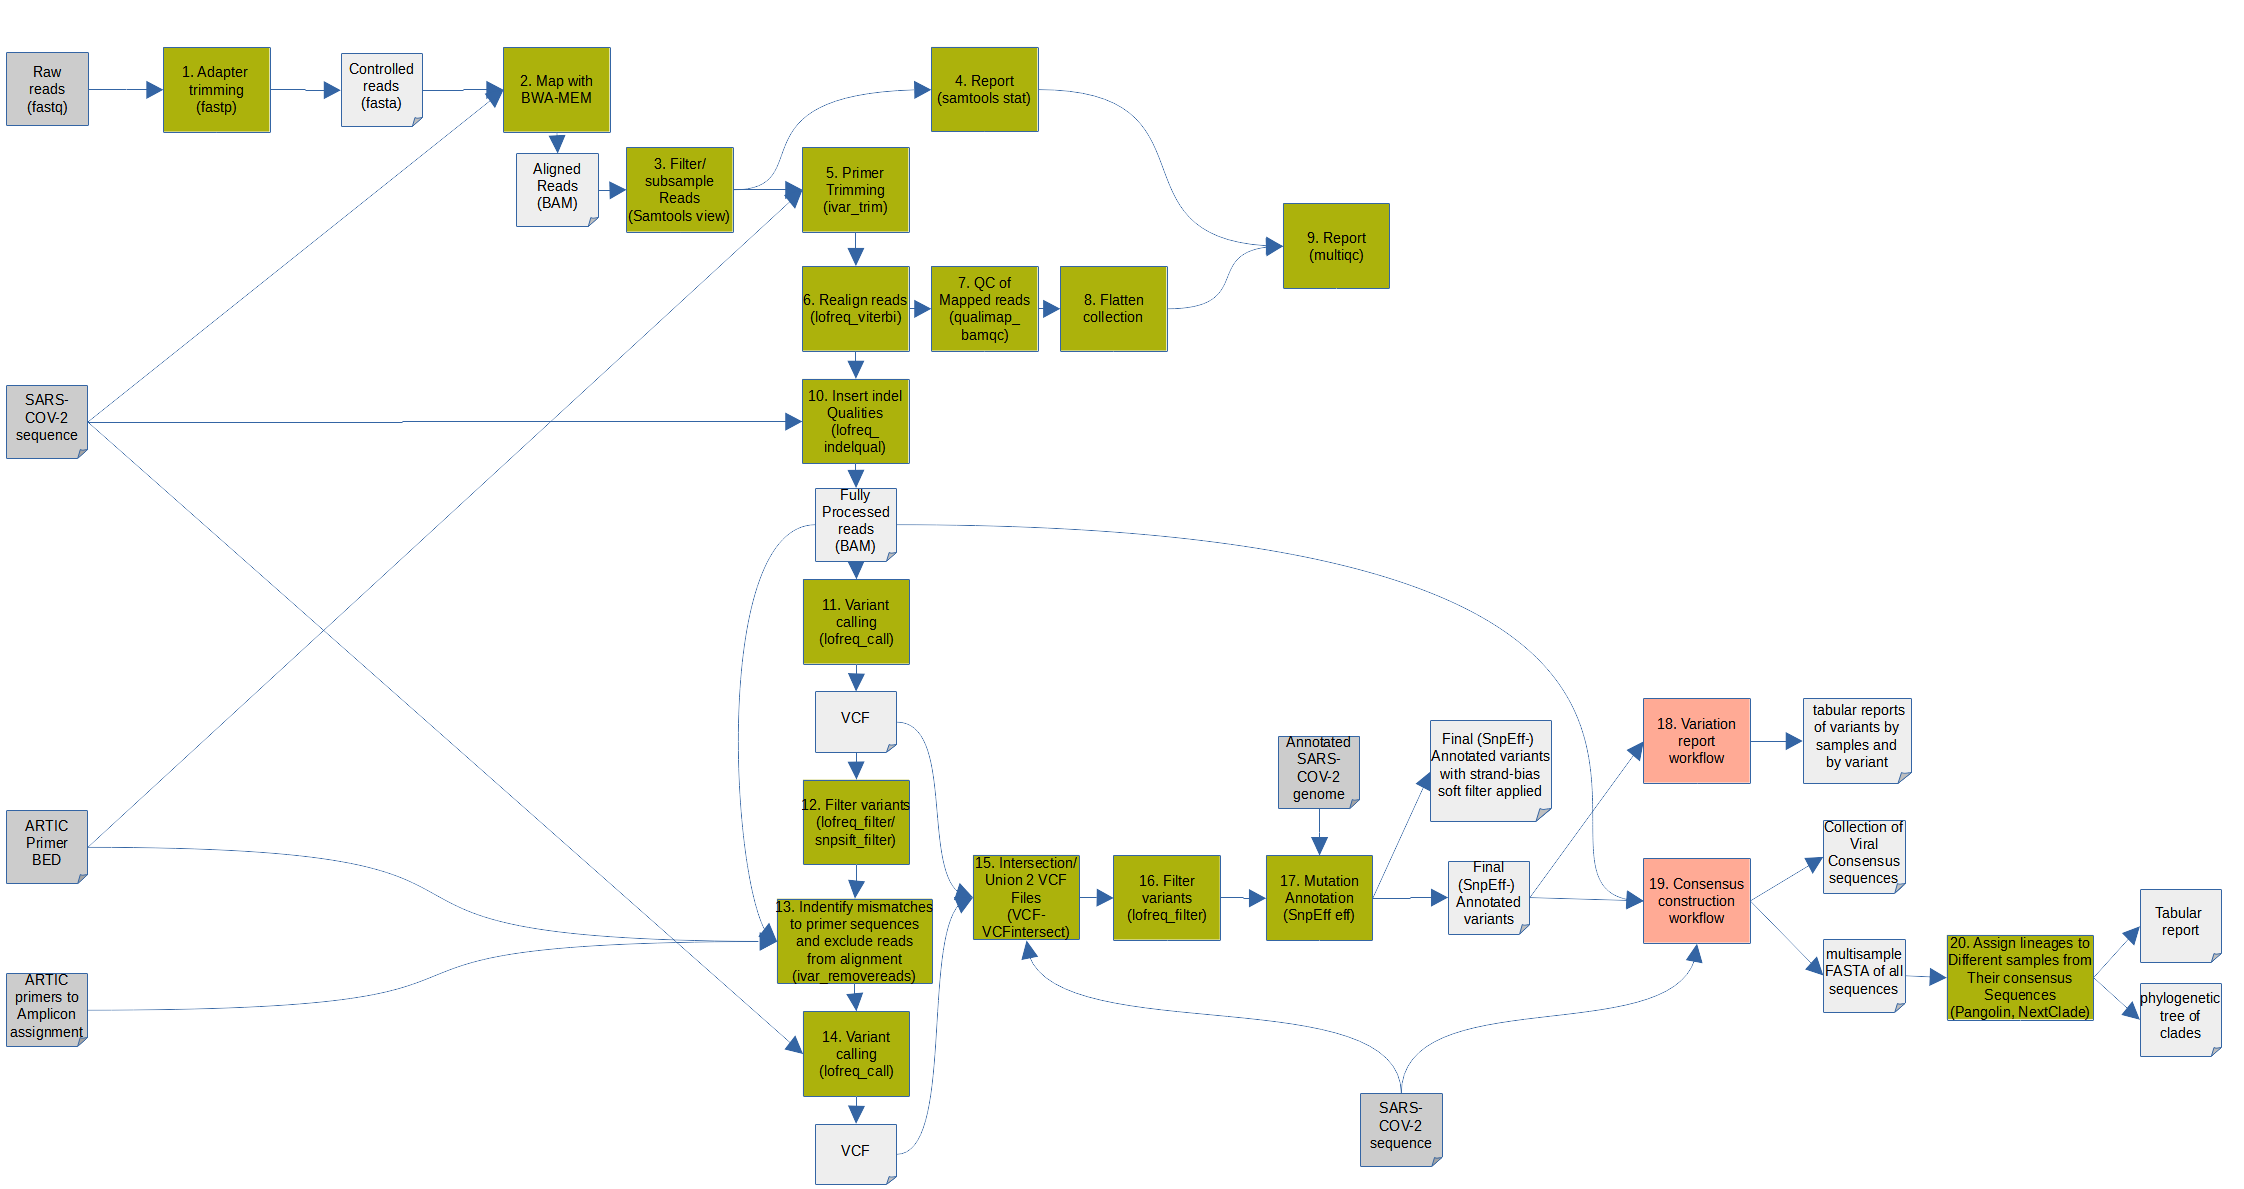 Raw
reads
(fastq)
1. Adapter
trimming
(fastp)
Controlled
reads
(fasta)
2. Map with
BWA-MEM
4. Report
(samtools stat)
Aligned
Reads
(BAM)
3. Filter/
subsample
Reads
(Samtools view)
5. Primer
Trimming
(ivar_trim)
9. Report
(multiqc)
6. Realign reads
(lofreq_viterbi)
7. QC of
Mapped reads
(qualimap_
bamqc)
8. Flatten
collection
SARS-
COV-2
sequence
10. Insert indel
Qualities
(lofreq_
indelqual)
Fully
Processed
reads
(BAM)
11. Variant
calling
(lofreq_call)
VCF
12. Filter variants
(lofreq_filter/
snpsift_filter)
ARTIC
Primer
BED
13. Indentify mismatches
to primer sequences
and exclude reads
from alignment
(ivar_removereads)
ARTIC
primers to
Amplicon
assignment
14. Variant
calling
(lofreq_call)
VCF
15. Intersection/
Union 2 VCF
Files
(VCF-
VCFintersect)
16. Filter
variants
(lofreq_filter)
Annotated
SARS-
COV-2
genome
17. Mutation
Annotation
(SnpEff eff)
Final (SnpEff-)
Annotated variants
with strand-bias
soft filter applied
Final
(SnpEff-)
Annotated
variants
18. Variation
report
workflow
tabular reports
of variants by
samples and
by variant
19. Consensus
construction
workflow
Collection of
Viral
Consensus
sequences
multisample
FASTA of all
sequences
20. Assign lineages to
Different samples from
Their consensus
Sequences
(Pangolin, NextClade)
Tabular
report
phylogenetic
tree of
clades
SARS-
COV-2
sequence